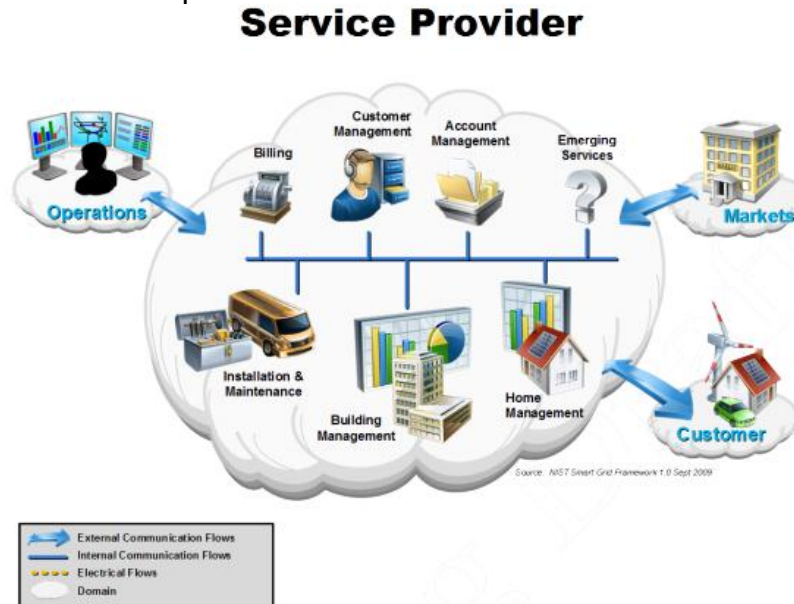 Service Provider
Customer
Management
Account
Management
Emerging
Services
Billing
Operations
Markets
Installation &
Maintenance
Building
Management
Home
Management
Customer
Source: NIST Smart Grid Framework 1.0 Sept 2009
External Communication Flows
Internal Communication Flows
Electrical Flows
Domain